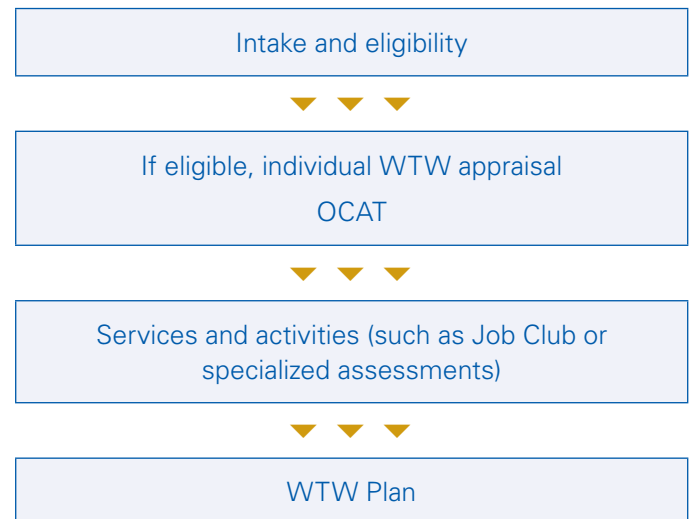 Intake and eligibility
If eligible, individual WTW appraisal
OCAT
Services and activities (such as Job Club or
specialized assessments)
WTW Plan